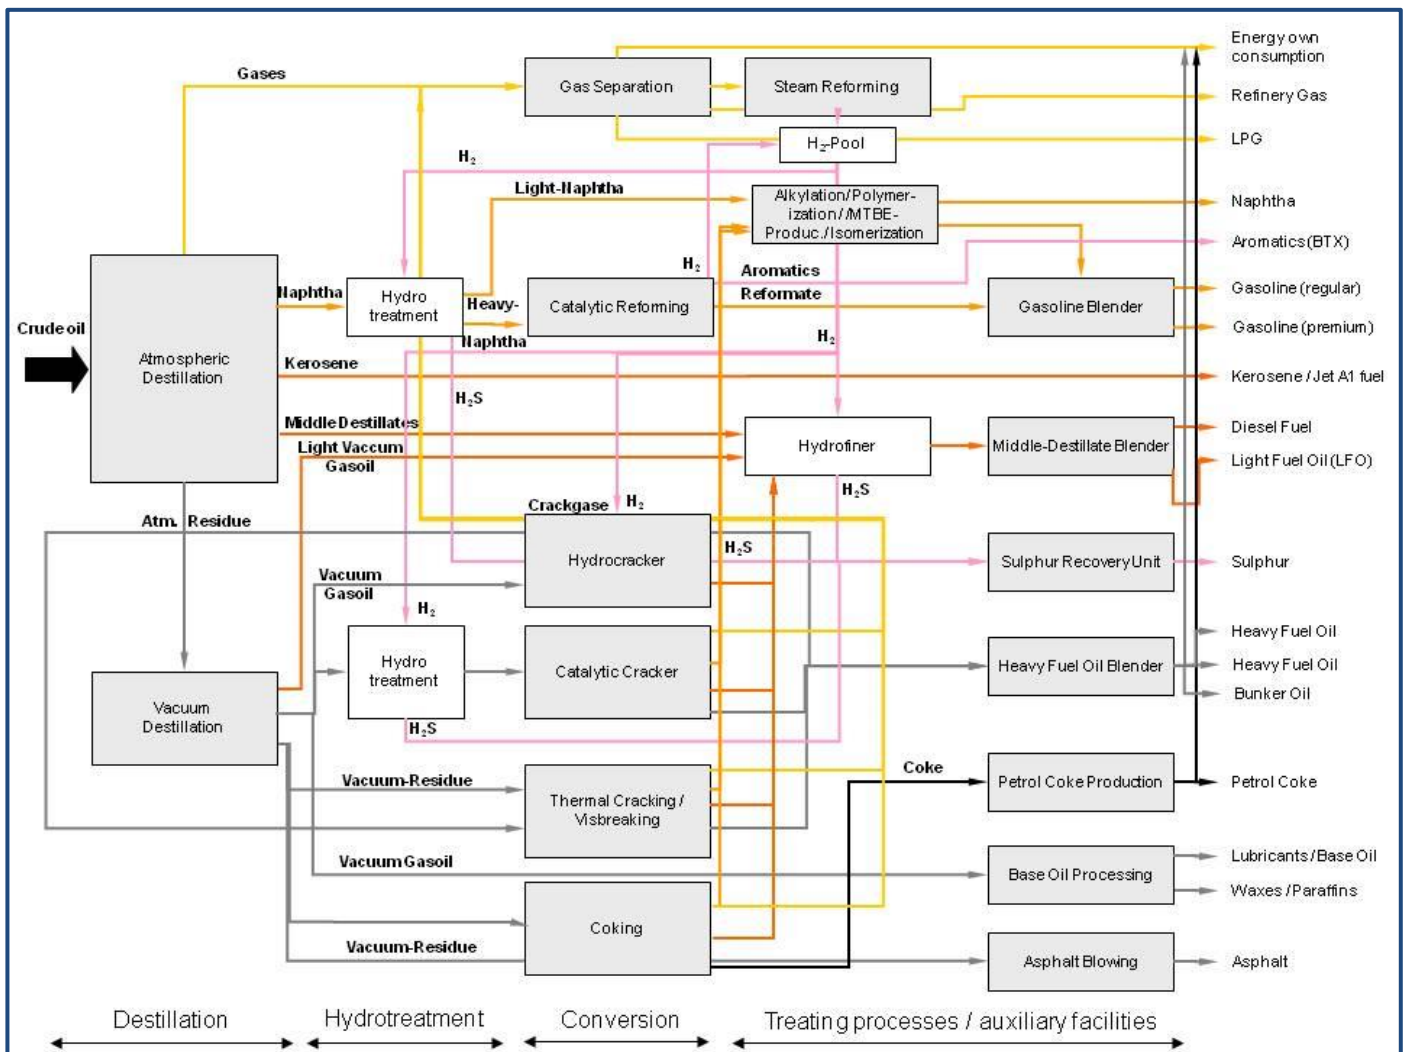 Energy own
consumption
Gases
Gas Separation
Steam Reforming
Refinery Gas
H₂-Pool
LPG
H₂
Light-Naphtha
Alkylation/Polymer-
ization/MTBE-
Produc./Isomerization
Naphtha
Aromatics(BTX)
H₂
Aromatics
Naphtha
Hydro
treatment
Heavy-
Naphtha
Catalytic Reforming
Reformate
Gasoline Blender
Gasoline (regular)
Gasoline (premium)
Crude oil
Atmospheric
Destillation
H₂
Kerosene
Kerosene / Jet A1 fuel
H₂S
Middle Destillates
Light Vaccum
Gasoil
Hydrofiner
Middle-Destillate Blender
Diesel Fuel
Light Fuel Oil (LFO)
H₂S
Crackgase
H₂
Atm. Residue
Hydrocracker
H₂S
Sulphur Recovery Unit
Sulphur
Vacuum
Gasoil
H₂
Hydro
treatment
Catalytic Cracker
Heavy Fuel Oil Blender
Heavy Fuel Oil
Heavy Fuel Oil
Bunker Oil
Vacuum
Destillation
H₂S
Vacuum-Residue
Thermal Cracking /
Visbreaking
Coke
Petrol Coke Production
Petrol Coke
Vacuum Gasoil
Base Oil Processing
Lubricants/Base Oil
Waxes /Paraffins
Coking
Vacuum-Residue
Asphalt Blowing
Asphalt
Destillation
Hydrotreatment
Conversion
Treating processes / auxiliary facilities